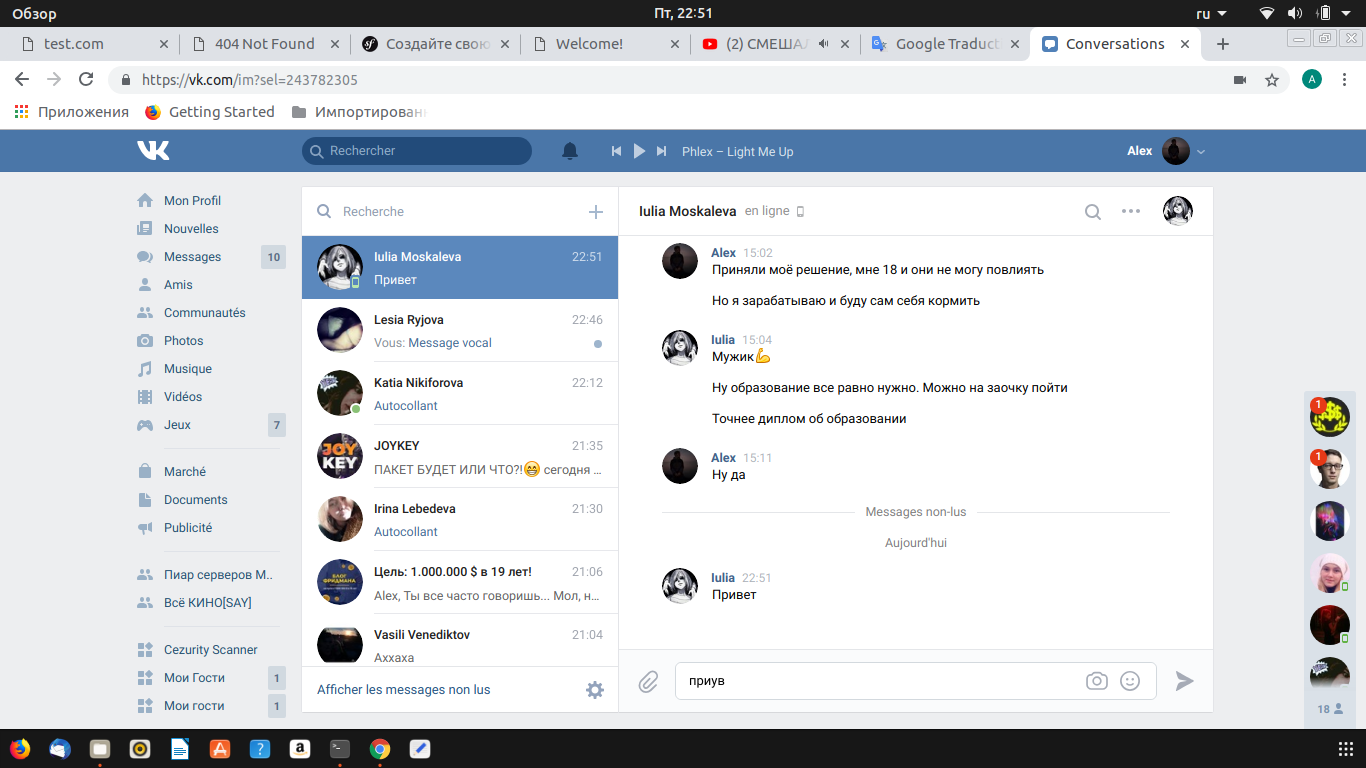 Обзор
Пт, 22:51
ru
test.com
404 Not Found
Создайте свою
Welcome!
(2) СМЕШАЛ
Google Traduct
Conversations
https://vk.com/im?sel=243782305
A
Приложения
Getting Started
Импортирован
Rechercher
Phlex – Light Me Up
Alex
Mon Profil
Nouvelles
Messages 10
Amis
Communautés
Photos
Musique
Vidéos
Jeux 7
Marché
Documents
Publicité
Пиар серверов М..
Всё КИНО[SAY]
Cezurity Scanner
Мои Гости 1
Мои гости 1
Recherche
Iulia Moskaleva 22:51
Привет
Lesia Ryjova 22:46
Vous: Message vocal
Katia Nikiforova 22:12
Autocollant
JOYKEY 21:35
JOY
KEY
ПАКЕТ БУДЕТ ИЛИ ЧТО?!😁 сегодня ...
Irina Lebedeva 21:30
Autocollant
Цель: 1.000.000 $ в 19 лет! 21:06
БЛОГ
ФРИДМАНА
Alex, Ты все часто говоришь... Мол, н...
Vasili Venediktov 21:04
Аххаха
Afficher les messages non lus
Iulia Moskaleva en ligne
Alex 15:02
Приняли моё решение, мне 18 и они не могу повлиять
Но я зарабатываю и буду сам себя кормить
Iulia 15:04
Мужик💪
Ну образование все равно нужно. Можно на заочку пойти
Точнее диплом об образовании
Alex 15:11
Ну да
Messages non-lus
Aujourd'hui
Iulia 22:51
Привет
приув
1
1
18